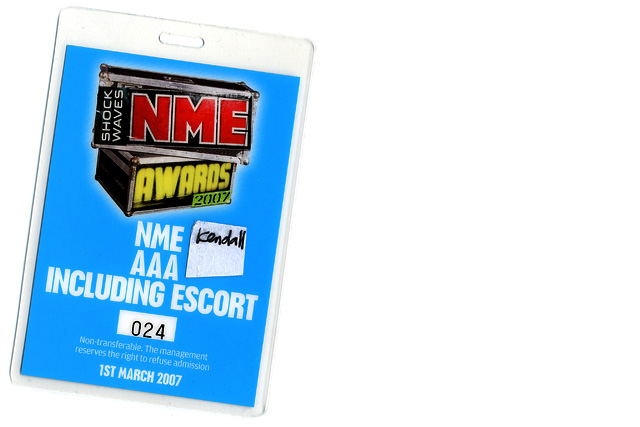 SHOCK
WAVES
NME
AWARDS
2007
NME
Kendall
AAA
INCLUDING ESCORT
024
Non-transferable. The management
reserves the right to refuse admission
1ST MARCH 2007